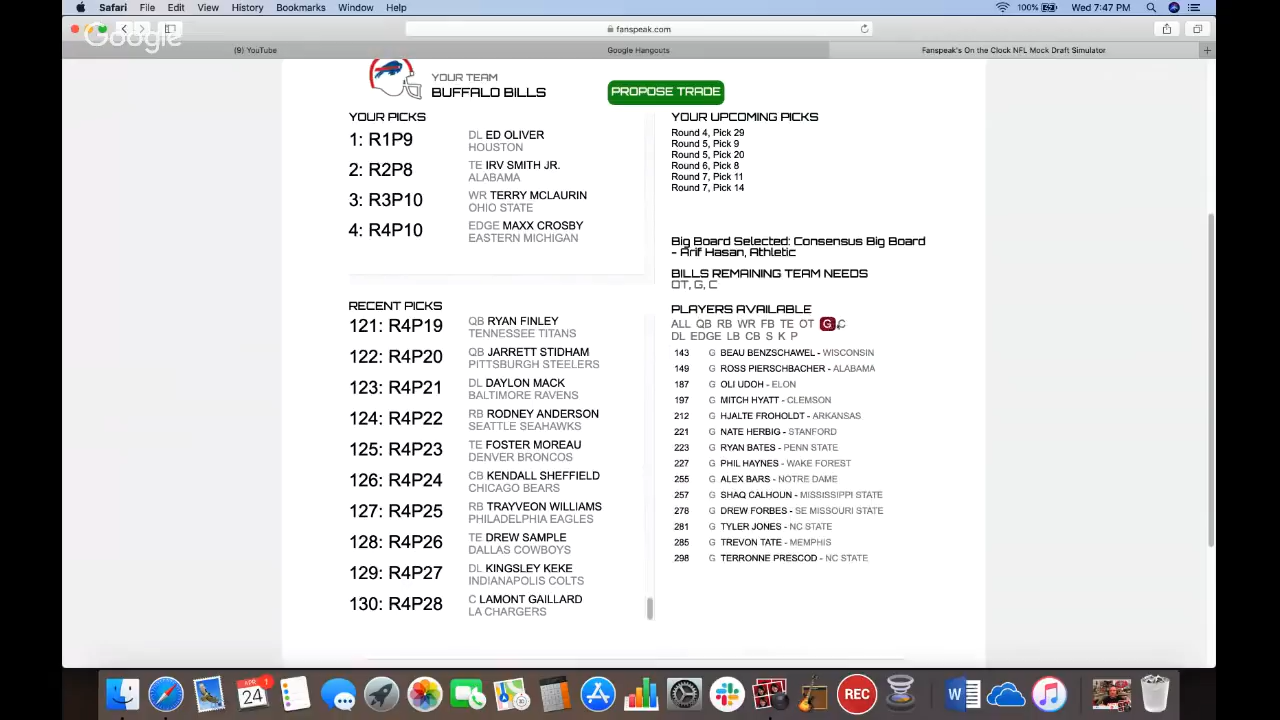 Safari File Edit View History Bookmarks Window Help
100% Wed 7:47 PM
fanspeak.com
Google
(9) YouTube
Google Hangouts
Fanspeak's On the Clock NFL Mock Draft Simulator
YOUR TEAM
BUFFALO BILLS
PROPOSE TRADE
YOUR PICKS
1: R1P9 DL ED OLIVER
HOUSTON
2: R2P8 TE IRV SMITH JR.
ALABAMA
3: R3P10 WR TERRY MCLAURIN
OHIO STATE
4: R4P10 EDGE MAXX CROSBY
EASTERN MICHIGAN
RECENT PICKS
121: R4P19 QB RYAN FINLEY
TENNESSEE TITANS
122: R4P20 QB JARRETT STIDHAM
PITTSBURGH STEELERS
123: R4P21 DL DAYLON MACK
BALTIMORE RAVENS
124: R4P22 RB RODNEY ANDERSON
SEATTLE SEAHAWKS
125: R4P23 TE FOSTER MOREAU
DENVER BRONCOS
126: R4P24 CB KENDALL SHEFFIELD
CHICAGO BEARS
127: R4P25 RB TRAYVEON WILLIAMS
PHILADELPHIA EAGLES
128: R4P26 TE DREW SAMPLE
DALLAS COWBOYS
129: R4P27 DL KINGSLEY KEKE
INDIANAPOLIS COLTS
130: R4P28 C LAMONT GAILLARD
LA CHARGERS
YOUR UPCOMING PICKS
Round 4, Pick 29
Round 5, Pick 9
Round 5, Pick 20
Round 6, Pick 8
Round 7, Pick 11
Round 7, Pick 14
Big Board Selected: Consensus Big Board
- Arif Hasan, Athletic
BILLS REMAINING TEAM NEEDS
OT, G, C
PLAYERS AVAILABLE
ALL QB RB WR FB TE OT G C
DL EDGE LB CB S K P
143 G BEAU BENZSCHAWEL - WISCONSIN
149 G ROSS PIERSCHBACHER - ALABAMA
187 G OLI UDOH - ELON
197 G MITCH HYATT - CLEMSON
212 G HJALTE FROHOLDT - ARKANSAS
221 G NATE HERBIG - STANFORD
223 G RYAN BATES - PENN STATE
227 G PHIL HAYNES - WAKE FOREST
255 G ALEX BARS - NOTRE DAME
257 G SHAQ CALHOUN - MISSISSIPPI STATE
278 G DREW FORBES - SE MISSOURI STATE
281 G TYLER JONES - NC STATE
285 G TREVON TATE - MEMPHIS
298 G TERRONNE PRESCOD - NC STATE
APR 1
24
REC
W